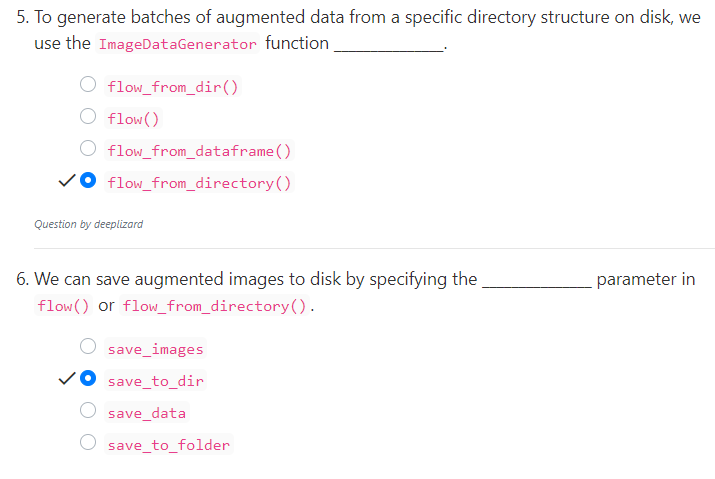 5. To generate batches of augmented data from a specific directory structure on disk, we
use the ImageDataGenerator function ____________.
flow_from_dir()
flow()
flow_from_dataframe()
flow_from_directory()
Question by deeplizard
6. We can save augmented images to disk by specifying the ____________ parameter in
flow() or flow_from_directory().
save_images
save_to_dir
save_data
save_to_folder